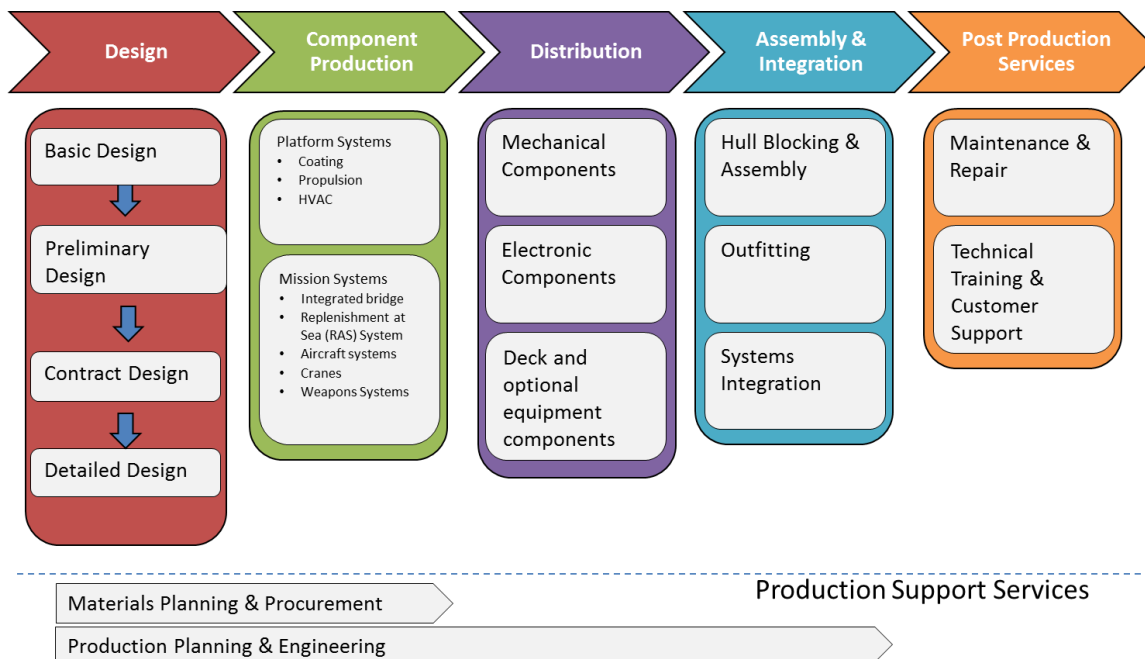 Design
Component
Production
Distribution
Assembly &
Integration
Post Production
Services
Basic Design
Preliminary
Design
Contract Design
Detailed Design
Platform Systems
• Coating
• Propulsion
• HVAC
Mission Systems
• Integrated bridge
• Replenishment at
Sea (RAS) System
• Aircraft systems
• Cranes
• Weapons Systems
Mechanical
Components
Electronic
Components
Deck and
optional
equipment
components
Hull Blocking &
Assembly
Outfitting
Systems
Integration
Maintenance &
Repair
Technical
Training &
Customer
Support
Production Support Services
Materials Planning & Procurement
Production Planning & Engineering